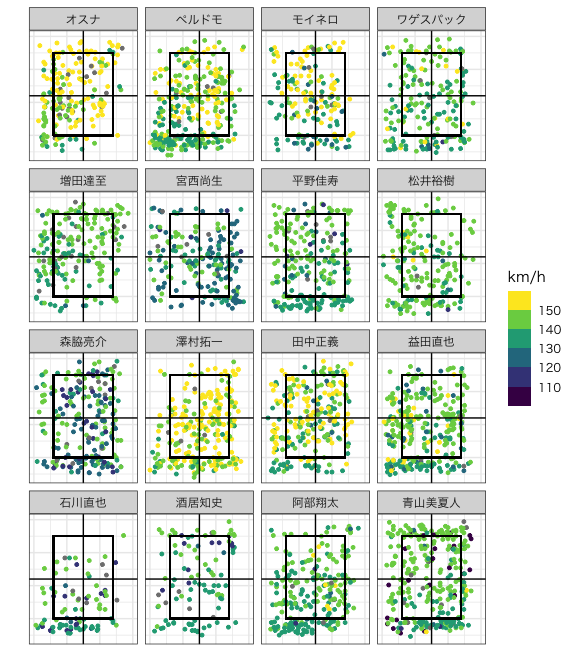 オスナ
ペルドモ
モイネロ
ワゲスパック
増田達至
宮西尚生
平野佳寿
松井裕樹
km/h
150
140
130
120
110
森脇亮介
澤村拓一
田中正義
益田直也
石川直也
酒居知史
阿部翔太
青山美夏人